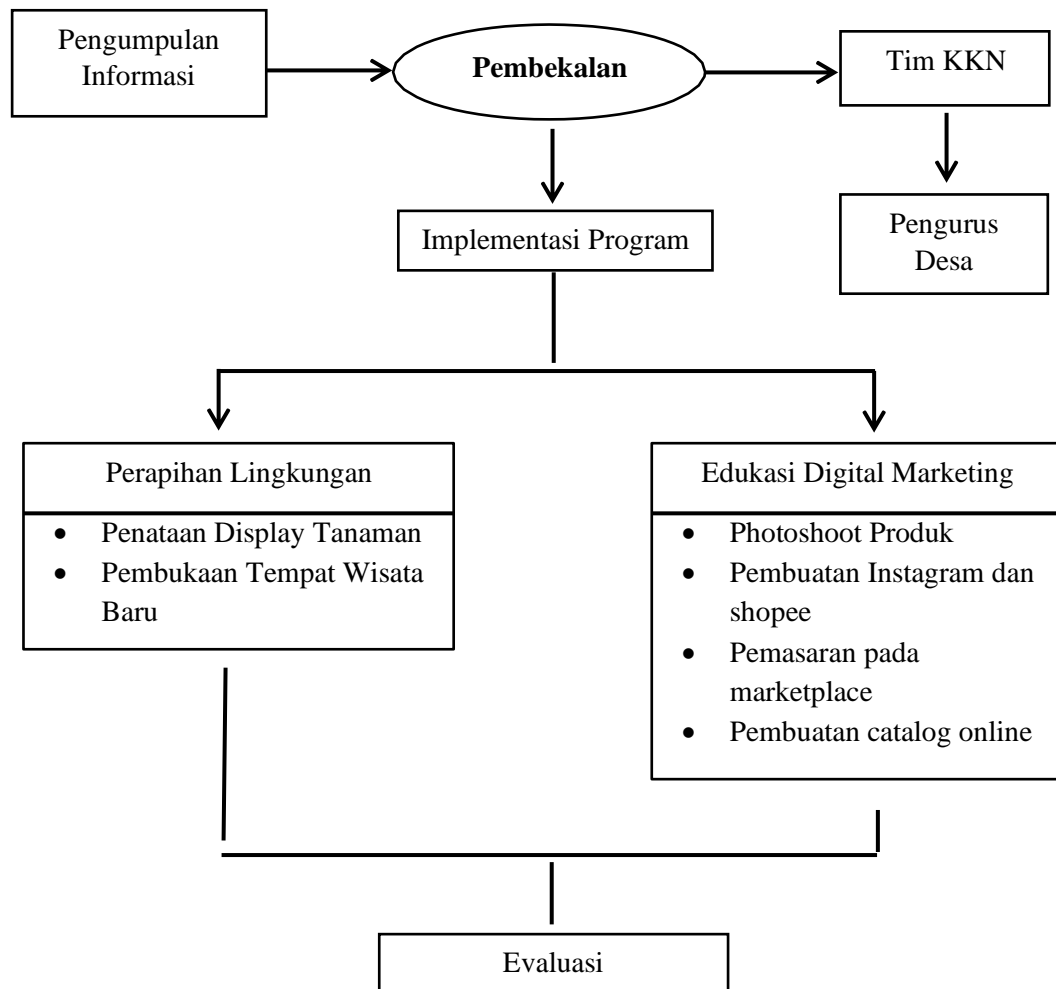 Pengumpulan
Informasi
Pembekalan
Tim KKN
Pengurus
Desa
Implementasi Program
Perapihan Lingkungan
• Penataan Display Tanaman
• Pembukaan Tempat Wisata
Baru
Edukasi Digital Marketing
• Photoshoot Produk
• Pembuatan Instagram dan
shopee
• Pemasaran pada
marketplace
• Pembuatan catalog online
Evaluasi